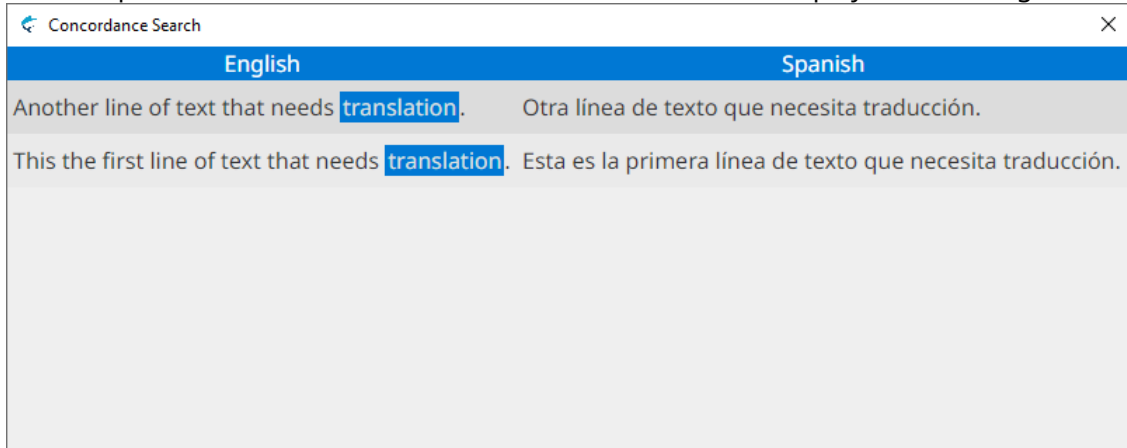 Concordance Search
English Spanish
Another line of text that needs translation. Otra línea de texto que necesita traducción.
This the first line of text that needs translation. Esta es la primera línea de texto que necesita traducción.